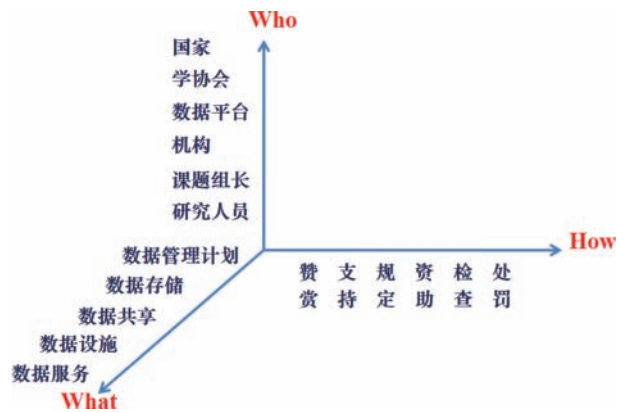 Who
国家
学协会
数据平台
机构
课题组长
研究人员
How
赞赏
支持
规定
资助
检查
处罚
数据管理计划
数据存储
数据共享
数据设施
数据服务
What